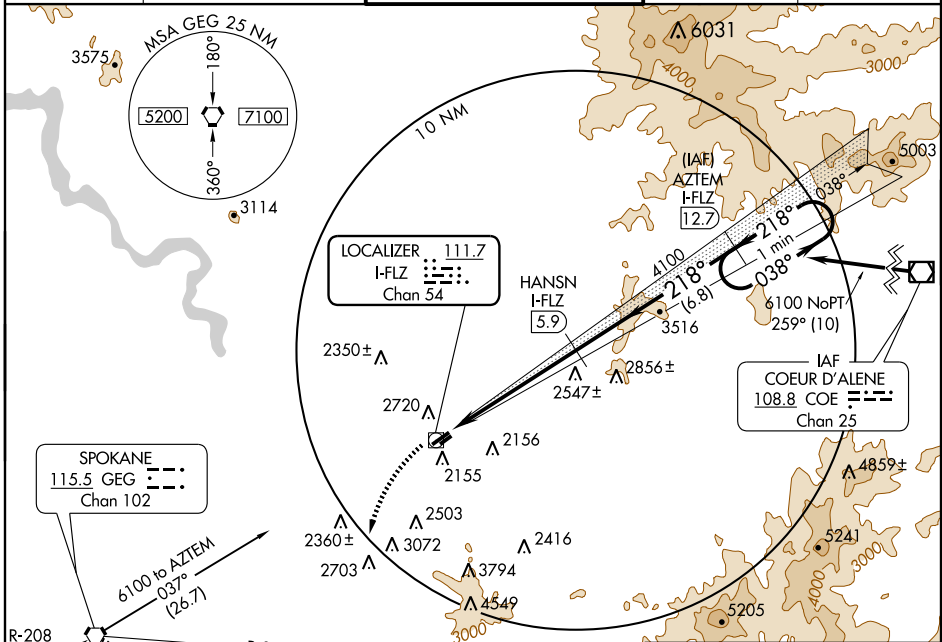 MSA GEG 25 NM
180°
5200
7100
360°
3575
3114
6031
4000
3000
10 NM
(IAF)
AZTEM
I-FLZ
12.7
5003
038°
218°
1 min
038°
4100
218°
(6.8)
LOCALIZER 111.7
I-FLZ
Chan 54
HANSN
I-FLZ
5.9
3516
6100 NoPT
259° (10)
2350±
2547±
2856±
IAF
COEUR D'ALENE
108.8 COE
Chan 25
2720
2156
2155
4859±
SPOKANE
115.5 GEG
Chan 102
2503
2360±
3072
2416
2703
3794
5241
3000
6100 to AZTEM
037°
(26.7)
4549
4000
5205
3000
R-208